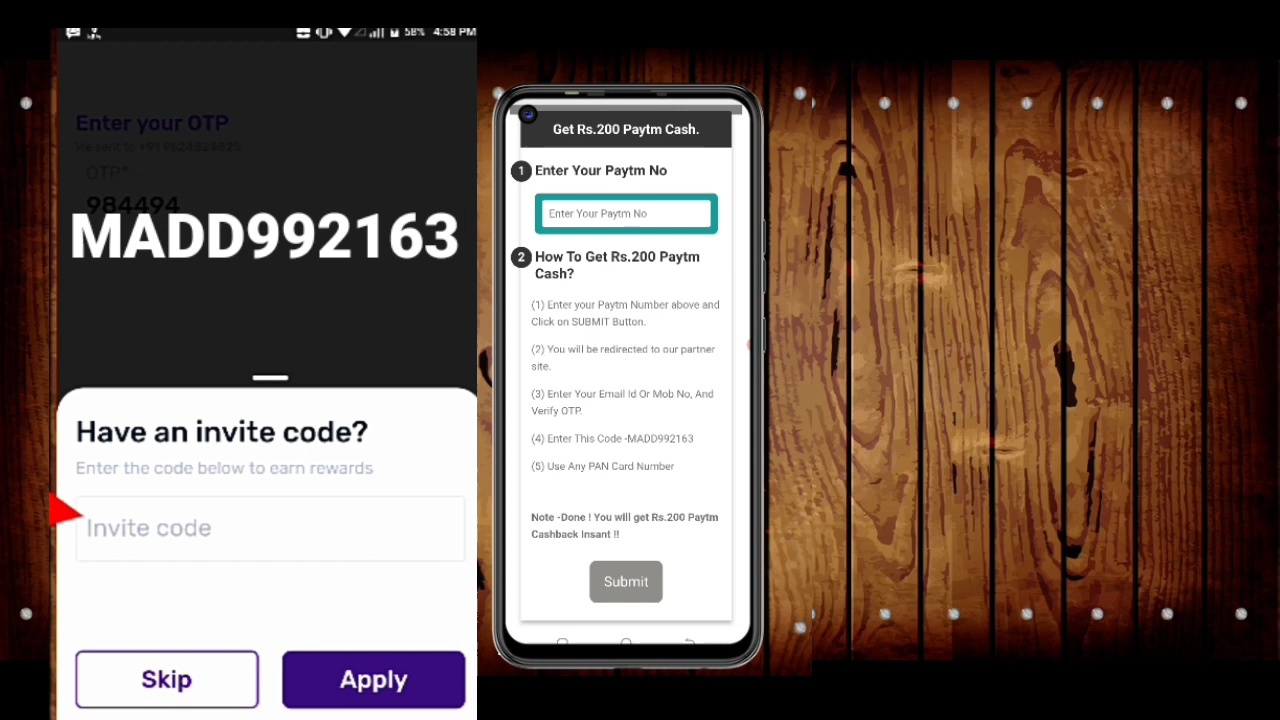 58% 4:58 PM
Enter your OTP
OTP*
984494
MADD992163
Have an invite code?
Enter the code below to earn rewards
Invite code
Skip
Apply
Get Rs.200 Paytm Cash.
1 Enter Your Paytm No
Enter Your Paytm No
2 How To Get Rs.200 Paytm
Cash?
(1) Enter your Paytm Number above and
Click on SUBMIT Button.
(2) You will be redirected to our partner
site.
(3) Enter Your Email Id Or Mob No, And
Verify OTP.
(4) Enter This Code -MADD992163
(5) Use Any PAN Card Number
Note -Done ! You will get Rs.200 Paytm
Cashback Insant !!
Submit